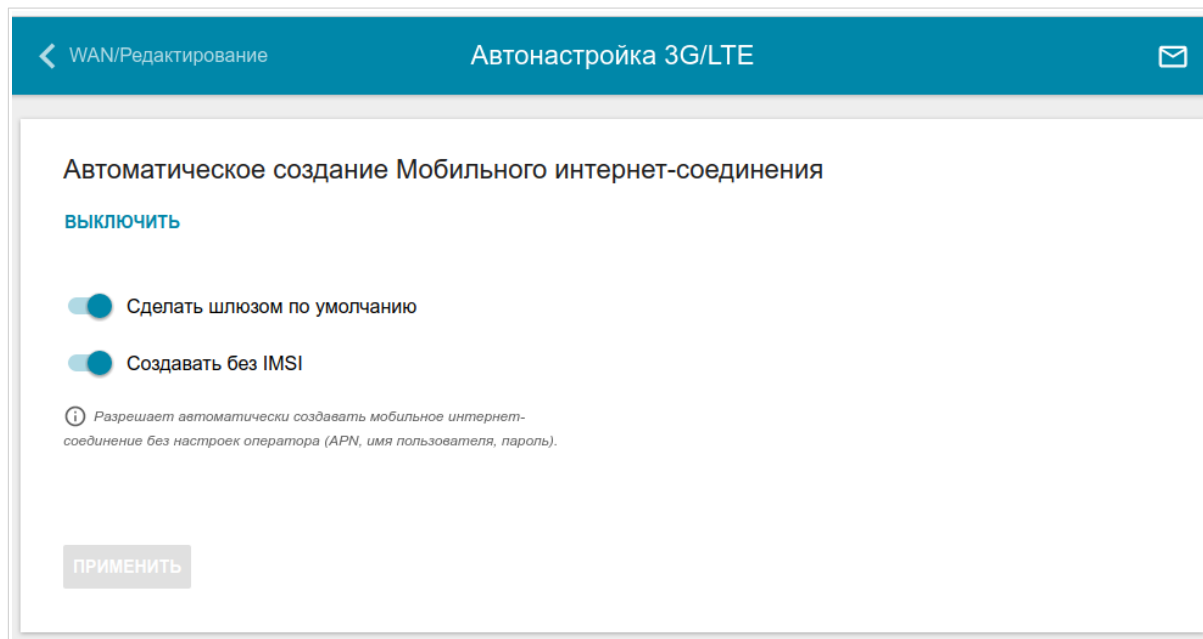 WAN/Редактирование
Автонастройка 3G/LTE
Автоматическое создание Мобильного интернет-соединения
ВЫКЛЮЧИТЬ
Сделать шлюзом по умолчанию
Создавать без IMSI
Разрешает автоматически создавать мобильное интернет-
соединение без настроек оператора (APN, имя пользователя, пароль).
ПРИМЕНИТЬ